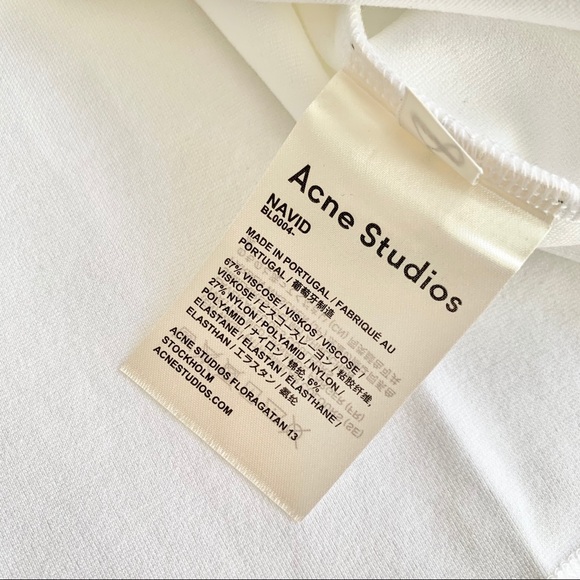 Acne Studios
NAVID
BL0004-
MADE IN PORTUGAL / FABRIQUÉ AU
PORTUGAL / 葡萄牙制造
67% VISCOSE / VISKOS / VISCOSE /
VISKOSE / ビスコースレーヨン / 粘胶纤维,
27% NYLON / POLYAMID / NYLON /
POLYAMID / ナイロン / 锦纶, 6%
ELASTANE / ELASTAN / ÉLASTHANE /
ELASTHAN / エラスタン / 氨纶
ACNE STUDIOS FLORAGATAN 13
STOCKHOLM
ACNESTUDIOS.COM